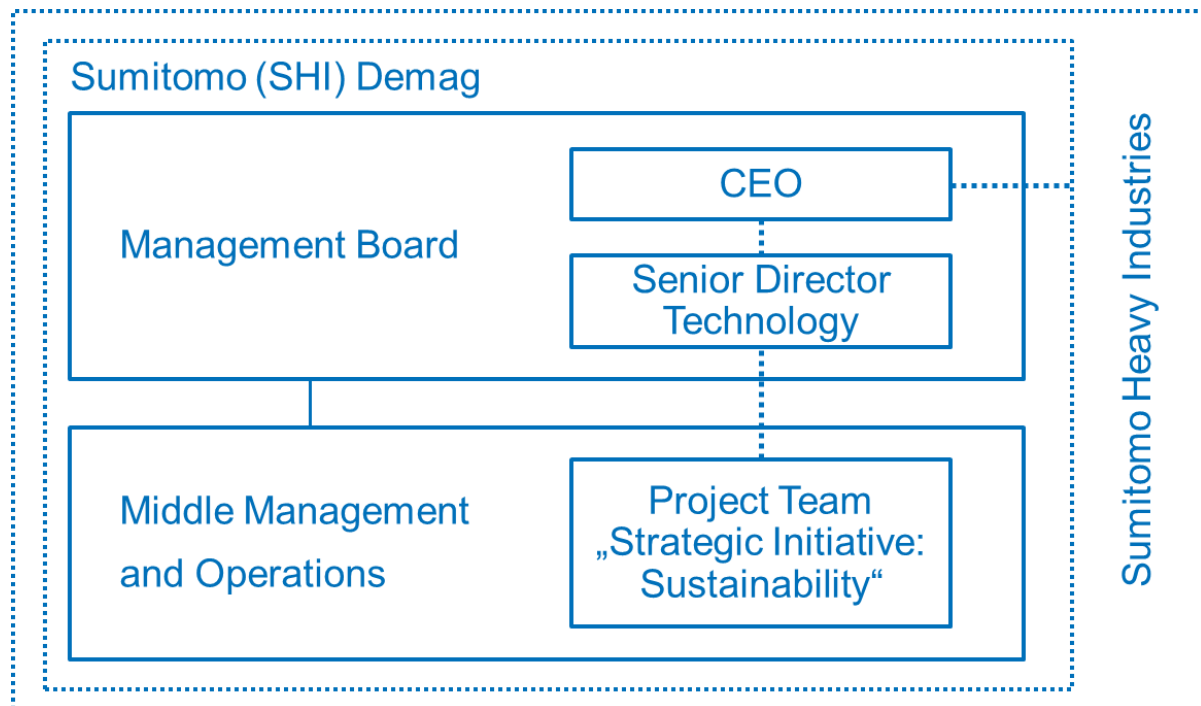 Sumitomo (SHI) Demag
CEO
Management Board
Senior Director
Technology
Middle Management
and Operations
Project Team
„Strategic Initiative:
Sustainability“
Sumitomo Heavy Industries